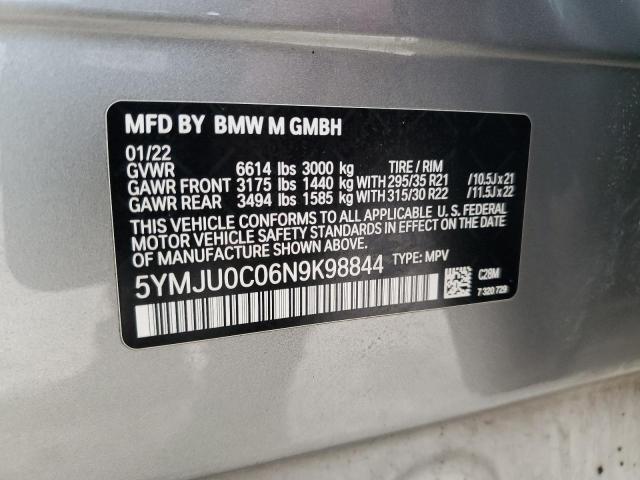 MFD BY BMW M GMBH
01/22
GVWR 6614 lbs 3000 kg TIRE / RIM
GAWR FRONT 3175 lbs 1440 kg WITH 295/35 R21 /10.5J x 21
GAWR REAR 3494 lbs 1585 kg WITH 315/30 R22 /11.5J x 22
THIS VEHICLE CONFORMS TO ALL APPLICABLE U. S. FEDERAL
MOTOR VEHICLE SAFETY STANDARDS IN EFFECT ON THE DATE
OF MANUFACTURE SHOWN ABOVE.
5YMJU0C06N9K98844 TYPE: MPV
C28M
7 320 729